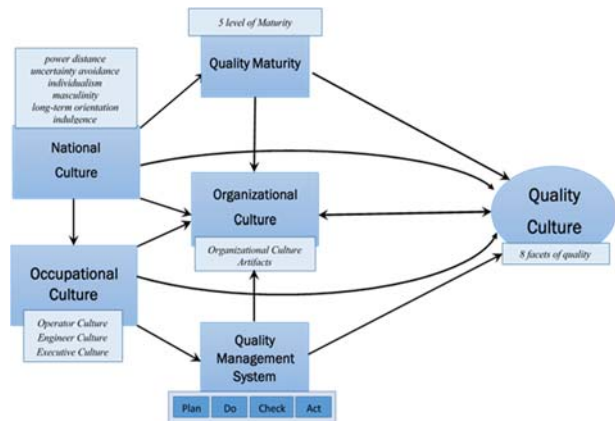 5 level of Maturity
Quality Maturity
power distance
uncertainty avoidance
individualism
masculinity
long-term orientation
indulgence
National
Culture
Organizational
Culture
Organizational Culture
Artifacts
Quality
Culture
8 facets of quality
Occupational
Culture
Operator Culture
Engineer Culture
Executive Culture
Quality
Management
System
Plan Do Check Act